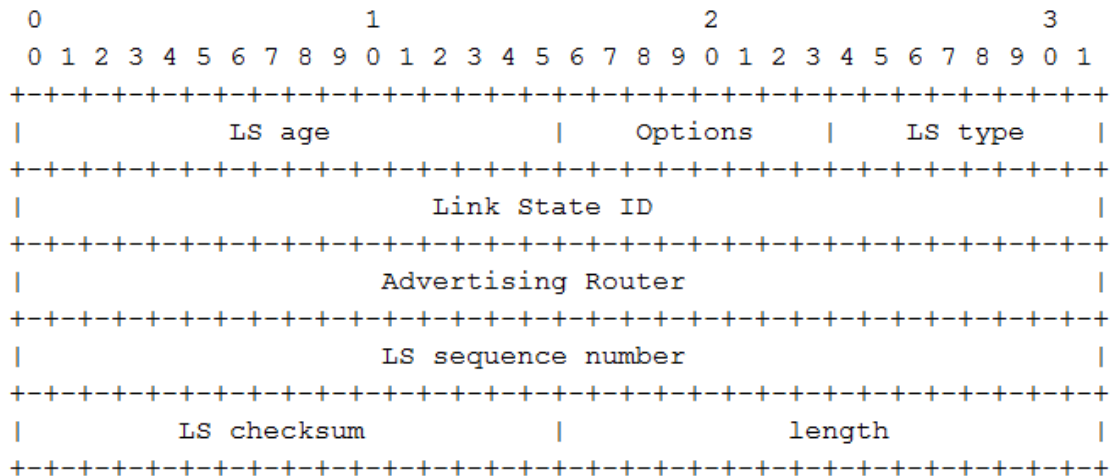 0                   1                   2                   3
 0 1 2 3 4 5 6 7 8 9 0 1 2 3 4 5 6 7 8 9 0 1 2 3 4 5 6 7 8 9 0 1
+-+-+-+-+-+-+-+-+-+-+-+-+-+-+-+-+-+-+-+-+-+-+-+-+-+-+-+-+-+-+-+-+
|            LS age             |    Options    |    LS type    |
+-+-+-+-+-+-+-+-+-+-+-+-+-+-+-+-+-+-+-+-+-+-+-+-+-+-+-+-+-+-+-+-+
|                        Link State ID                          |
+-+-+-+-+-+-+-+-+-+-+-+-+-+-+-+-+-+-+-+-+-+-+-+-+-+-+-+-+-+-+-+-+
|                     Advertising Router                        |
+-+-+-+-+-+-+-+-+-+-+-+-+-+-+-+-+-+-+-+-+-+-+-+-+-+-+-+-+-+-+-+-+
|                     LS sequence number                        |
+-+-+-+-+-+-+-+-+-+-+-+-+-+-+-+-+-+-+-+-+-+-+-+-+-+-+-+-+-+-+-+-+
|         LS checksum           |             length            |
+-+-+-+-+-+-+-+-+-+-+-+-+-+-+-+-+-+-+-+-+-+-+-+-+-+-+-+-+-+-+-+-+